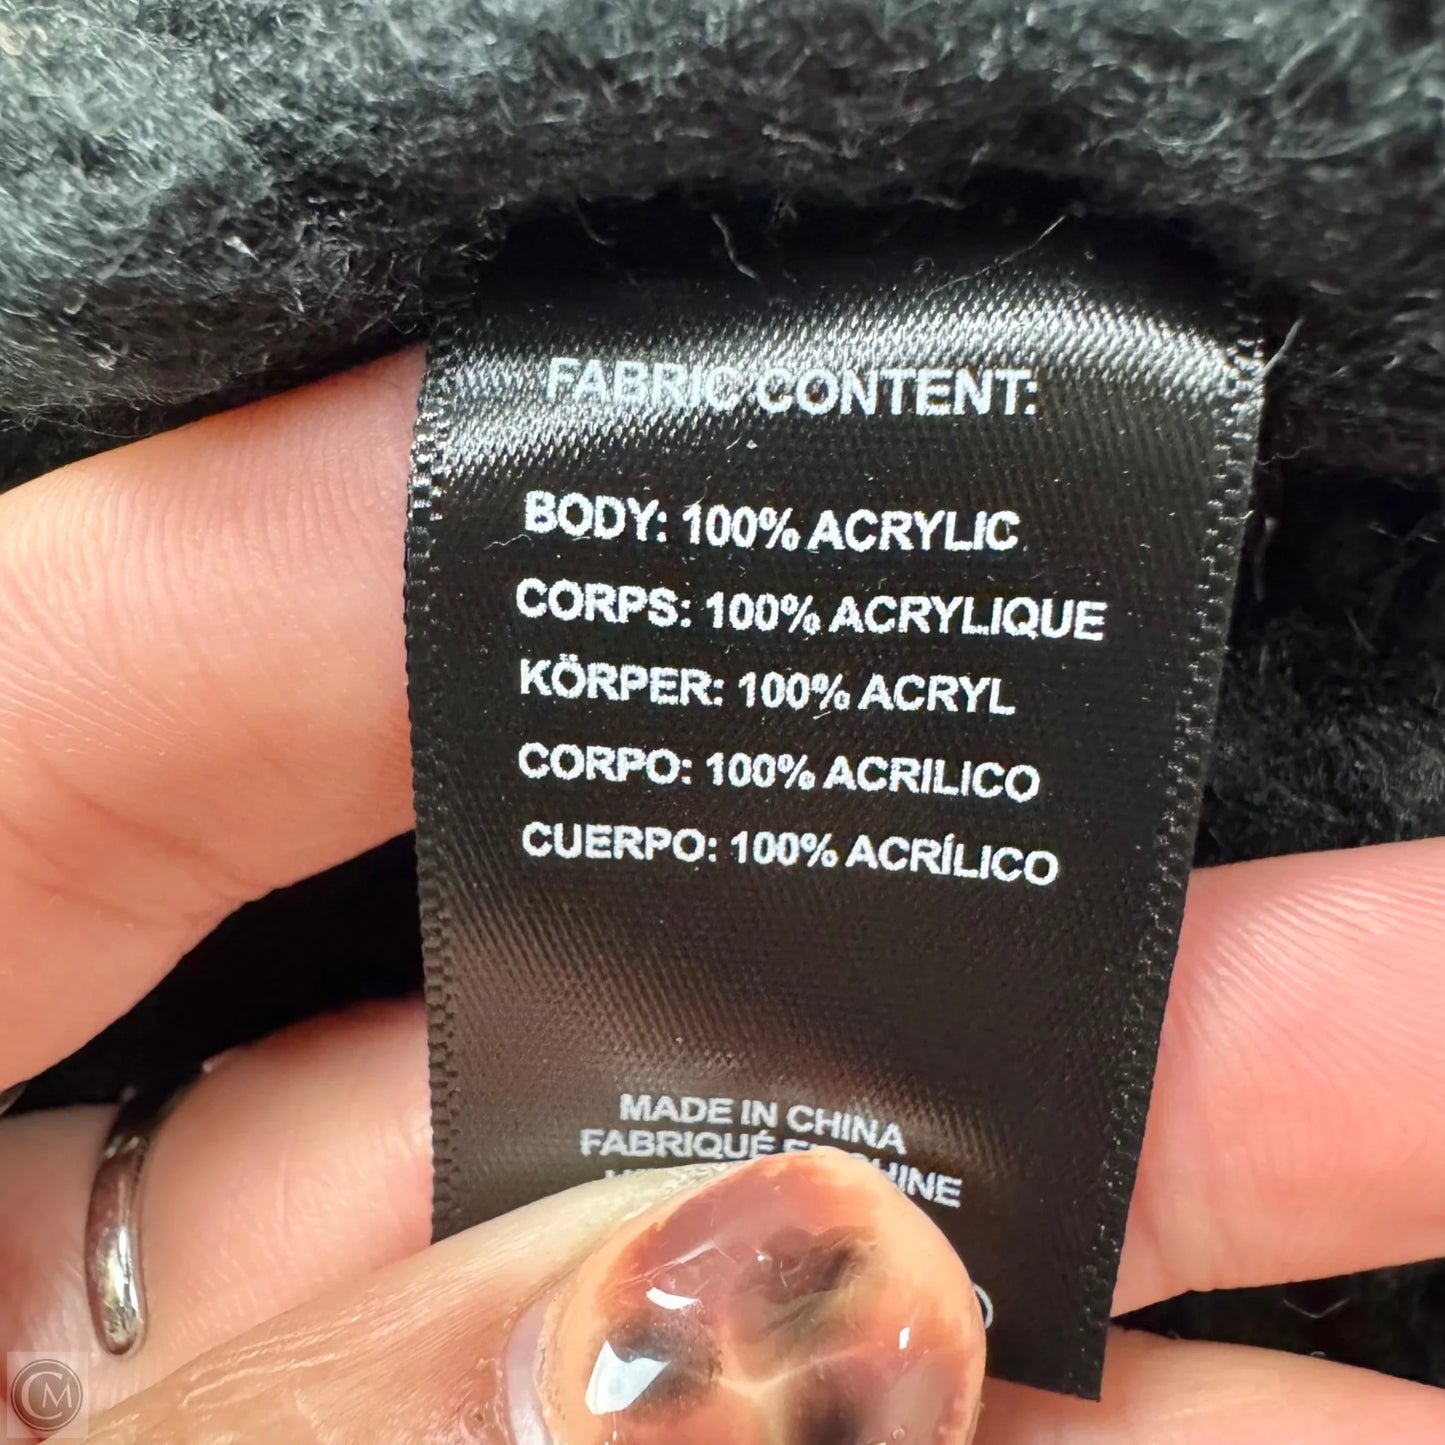 FABRIC CONTENT:
BODY: 100% ACRYLIC
CORPS: 100% ACRYLIQUE
KÖRPER: 100% ACRYL
CORPO: 100% ACRILICO
CUERPO: 100% ACRÍLICO
MADE IN CHINA
FABRIQUÉ
CM